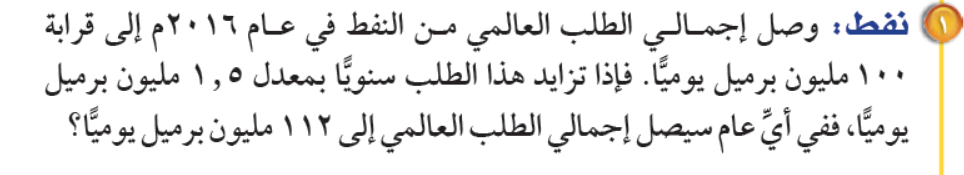 ١ نفط: وصل إجمالي الطلب العالمي من النفط في عام ٢٠١٦م إلى قرابة
١٠٠ مليون برميل يوميًّا. فإذا تزايد هذا الطلب سنويًّا بمعدل ١,٥ مليون برميل
يوميًّا، ففي أيِّ عام سيصل إجمالي الطلب العالمي إلى ١١٢ مليون برميل يوميًّا؟